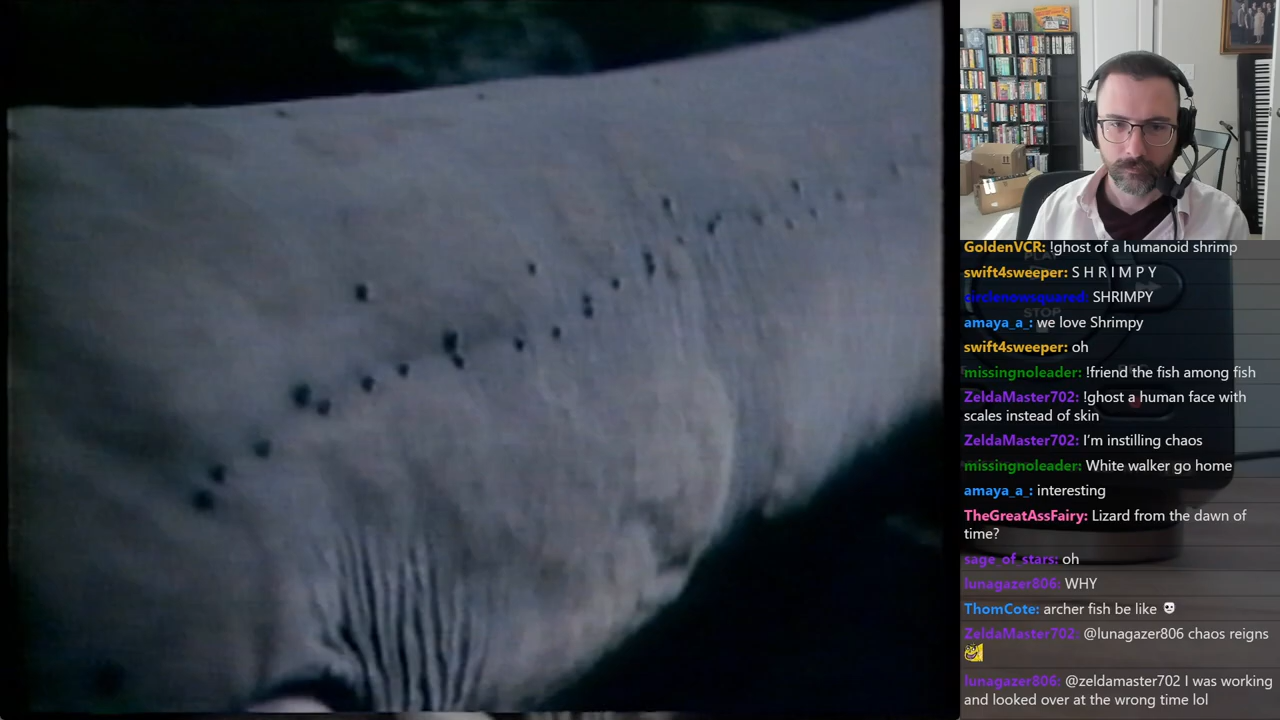 GoldenVCR: !ghost of a humanoid shrimp
swift4sweeper: S H R I M P Y
circlenowsquared: SHRIMPY
amaya_a_: we love Shrimpy
swift4sweeper: oh
missingnoleader: !friend the fish among fish
ZeldaMaster702: !ghost a human face with
scales instead of skin
ZeldaMaster702: I'm instilling chaos
missingnoleader: White walker go home
amaya_a_: interesting
TheGreatAssFairy: Lizard from the dawn of
time?
sage_of_stars: oh
lunagazer806: WHY
ThomCote: archer fish be like 💀
ZeldaMaster702: @lunagazer806 chaos reigns
lunagazer806: @zeldamaster702 I was working
and looked over at the wrong time lol
STOP